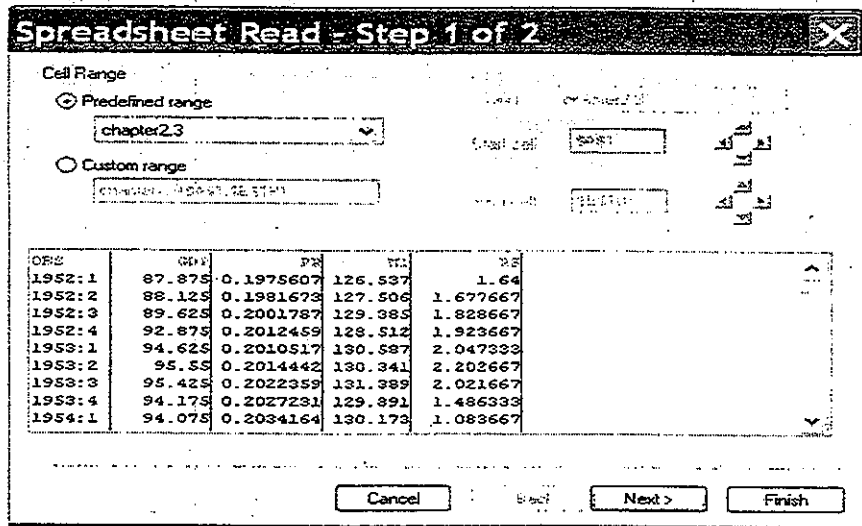 Spreadsheet Read - Step 1 of 2
Cell Range
Predefined range
chapter2.3
Custom range
Start cell
$A$1
OBS GDP PR M1 RS
1952:1 87.875 0.1975607 126.537 1.64
1952:2 88.125 0.1981673 127.506 1.677667
1952:3 89.625 0.2001787 129.385 1.828667
1952:4 92.875 0.2012459 128.512 1.923667
1953:1 94.625 0.2010517 130.587 2.047333
1953:2 95.55 0.2014442 130.341 2.202667
1953:3 95.425 0.2022359 131.389 2.021667
1953:4 94.175 0.2027231 129.891 1.486333
1954:1 94.075 0.2034164 130.173 1.083667
Cancel Back Next > Finish